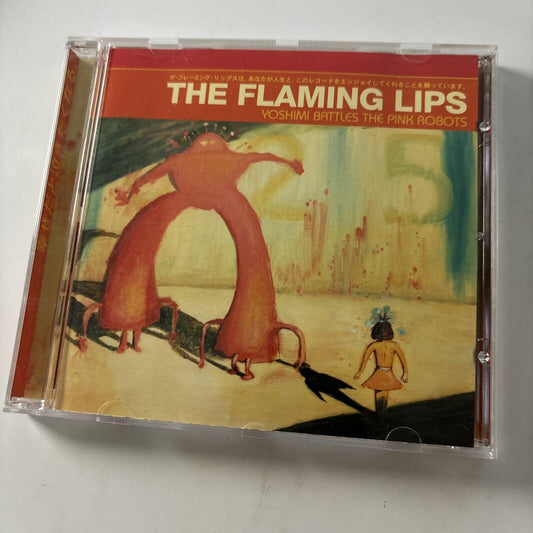 ザ・フレーミング・リップスは、あなたが人生と、このレコードをエンジョイしてくれることを願っています。
THE FLAMING LIPS
YOSHIMI BATTLES THE PINK ROBOTS
25